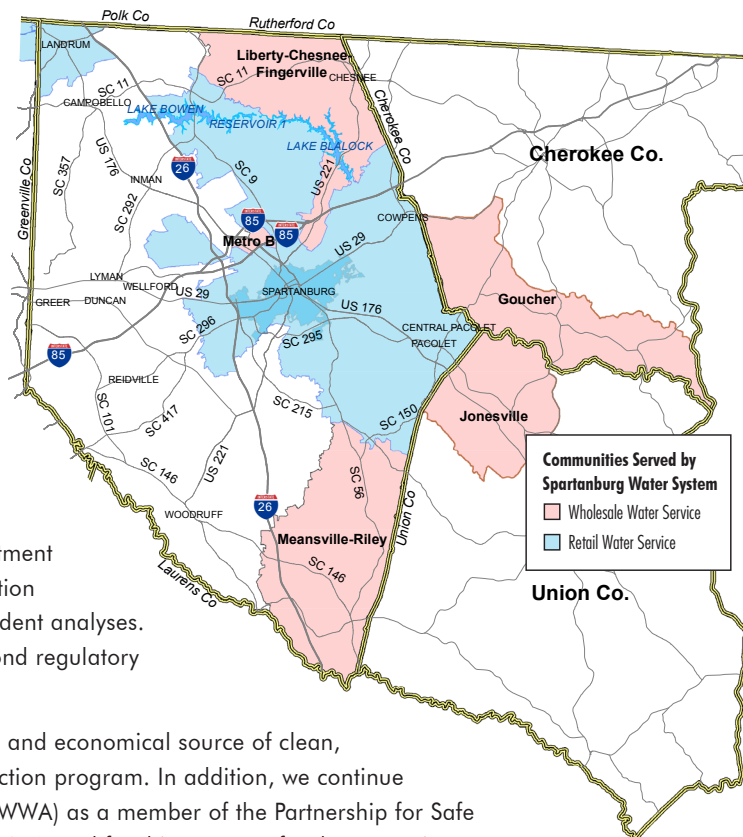 Polk Co
Rutherford Co
LANDRUM
Liberty-Chesnee-
Fingerville
CHESNEE
SC 11
SC 11
CAMPOBELLO
LAKE BOWEN
RESERVOIR 1
LAKE BLALOCK
Cherokee Co
Cherokee Co.
Greenville Co
SC 357
US 176
INMAN
SC 292
26
SC 9
US 221
85
85
Metro B
COWPENS
US 29
Goucher
LYMAN
WELLFORD
GREER
DUNCAN
US 29
SPARTANBURG
US 176
SC 296
SC 295
CENTRAL PACOLET
PACOLET
85
REIDVILLE
SC 101
SC 417
SC 215
SC 150
Jonesville
SC 146
US 221
SC 56
Union Co
WOODRUFF
26
Meansville-Riley
SC 146
Laurens Co
Communities Served by
Spartanburg Water System
Wholesale Water Service
Retail Water Service
Union Co.
rment
tion
dent analyses.
ond regulatory
and economical source of clean,
ction program. In addition, we continue
WWA) as a member of the Partnership for Safe